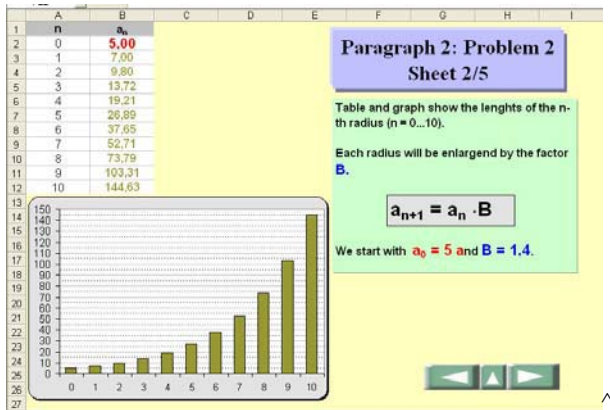 A B C D E F G H I
1 n aₙ
2 0 5,00
3 1 7,00
4 2 9,80
5 3 13,72
6 4 19,21
7 5 26,89
8 6 37,65
9 7 52,71
10 8 73,79
11 9 103,31
12 10 144,63
13
14
15
16
17
18
19
20
21
22
23
24
25
26
27
150
140
130
120
110
100
90
80
70
60
50
40
30
20
10
0
0 1 2 3 4 5 6 7 8 9 10
Paragraph 2: Problem 2
Sheet 2/5
Table and graph show the lenghts of the n-
th radius (n = 0...10).
Each radius will be enlargend by the factor
B.
aₙ₊₁ = aₙ ·B
We start with a₀ = 5 and B = 1,4.